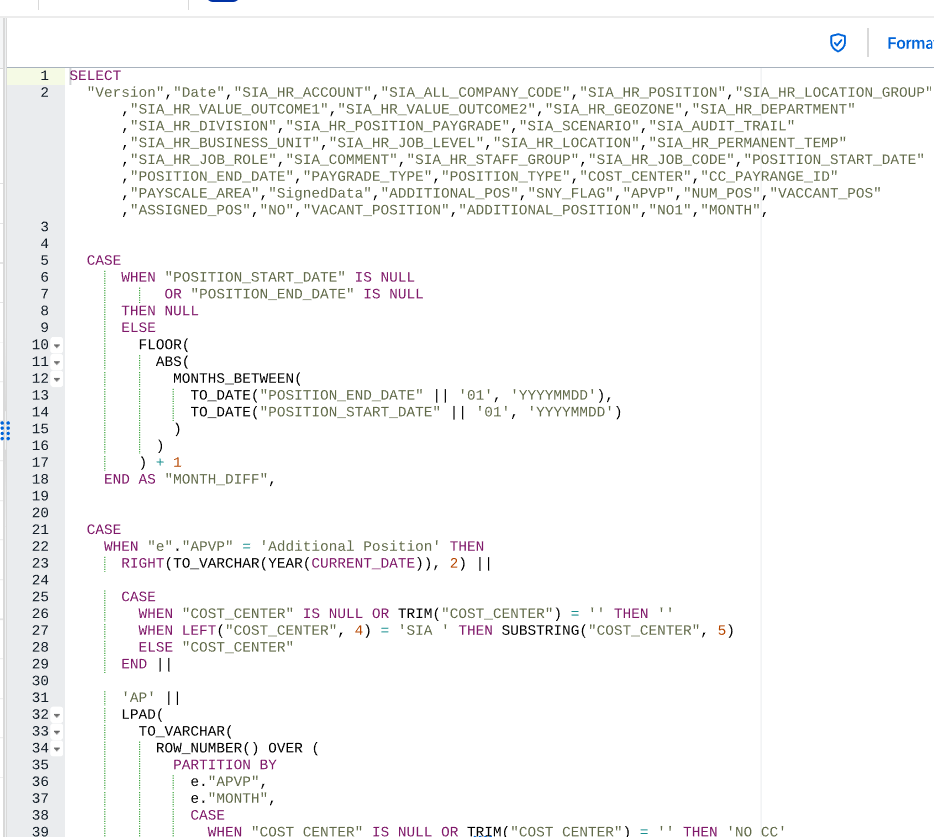 Forma
1 SELECT
2 "Version","Date","SIA_HR_ACCOUNT","SIA_ALL_COMPANY_CODE","SIA_HR_POSITION","SIA_HR_LOCATION_GROUP"
,"SIA_HR_VALUE_OUTCOME1","SIA_HR_VALUE_OUTCOME2","SIA_HR_GEOZONE","SIA_HR_DEPARTMENT"
,"SIA_HR_DIVISION","SIA_HR_POSITION_PAYGRADE","SIA_SCENARIO","SIA_AUDIT_TRAIL"
,"SIA_HR_BUSINESS_UNIT","SIA_HR_JOB_LEVEL","SIA_HR_LOCATION","SIA_HR_PERMANENT_TEMP"
,"SIA_HR_JOB_ROLE","SIA_COMMENT","SIA_HR_STAFF_GROUP","SIA_HR_JOB_CODE","POSITION_START_DATE"
,"POSITION_END_DATE","PAYGRADE_TYPE","POSITION_TYPE","COST_CENTER","CC_PAYRANGE_ID"
,"PAYSCALE_AREA","SignedData","ADDITIONAL_POS","SNY_FLAG","APVP","NUM_POS","VACCANT_POS"
,"ASSIGNED_POS","NO","VACANT_POSITION","ADDITIONAL_POSITION","NO1","MONTH",
3
4
5 CASE
6 WHEN "POSITION_START_DATE" IS NULL
7 OR "POSITION_END_DATE" IS NULL
8 THEN NULL
9 ELSE
10 FLOOR(
11 ABS(
12 MONTHS_BETWEEN(
13 TO_DATE("POSITION_END_DATE" || '01', 'YYYYMMDD'),
14 TO_DATE("POSITION_START_DATE" || '01', 'YYYYMMDD')
15 )
16 )
17 ) + 1
18 END AS "MONTH_DIFF",
19
20
21 CASE
22 WHEN "e"."APVP" = 'Additional Position' THEN
23 RIGHT(TO_VARCHAR(YEAR(CURRENT_DATE)), 2) ||
24
25 CASE
26 WHEN "COST_CENTER" IS NULL OR TRIM("COST_CENTER") = '' THEN ''
27 WHEN LEFT("COST_CENTER", 4) = 'SIA ' THEN SUBSTRING("COST_CENTER", 5)
28 ELSE "COST_CENTER"
29 END ||
30
31 'AP' ||
32 LPAD(
33 TO_VARCHAR(
34 ROW_NUMBER() OVER (
35 PARTITION BY
36 e."APVP",
37 e."MONTH",
38 CASE
39 WHEN "COST_CENTER" IS NULL OR TRIM("COST_CENTER") = '' THEN 'NO_CC'